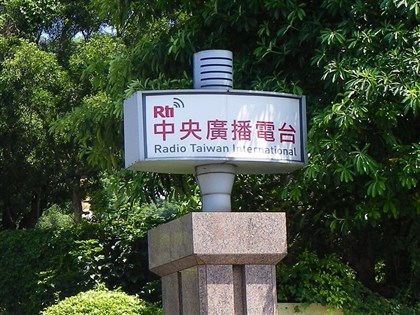 Rti
中央廣播電台
Radio Taiwan International